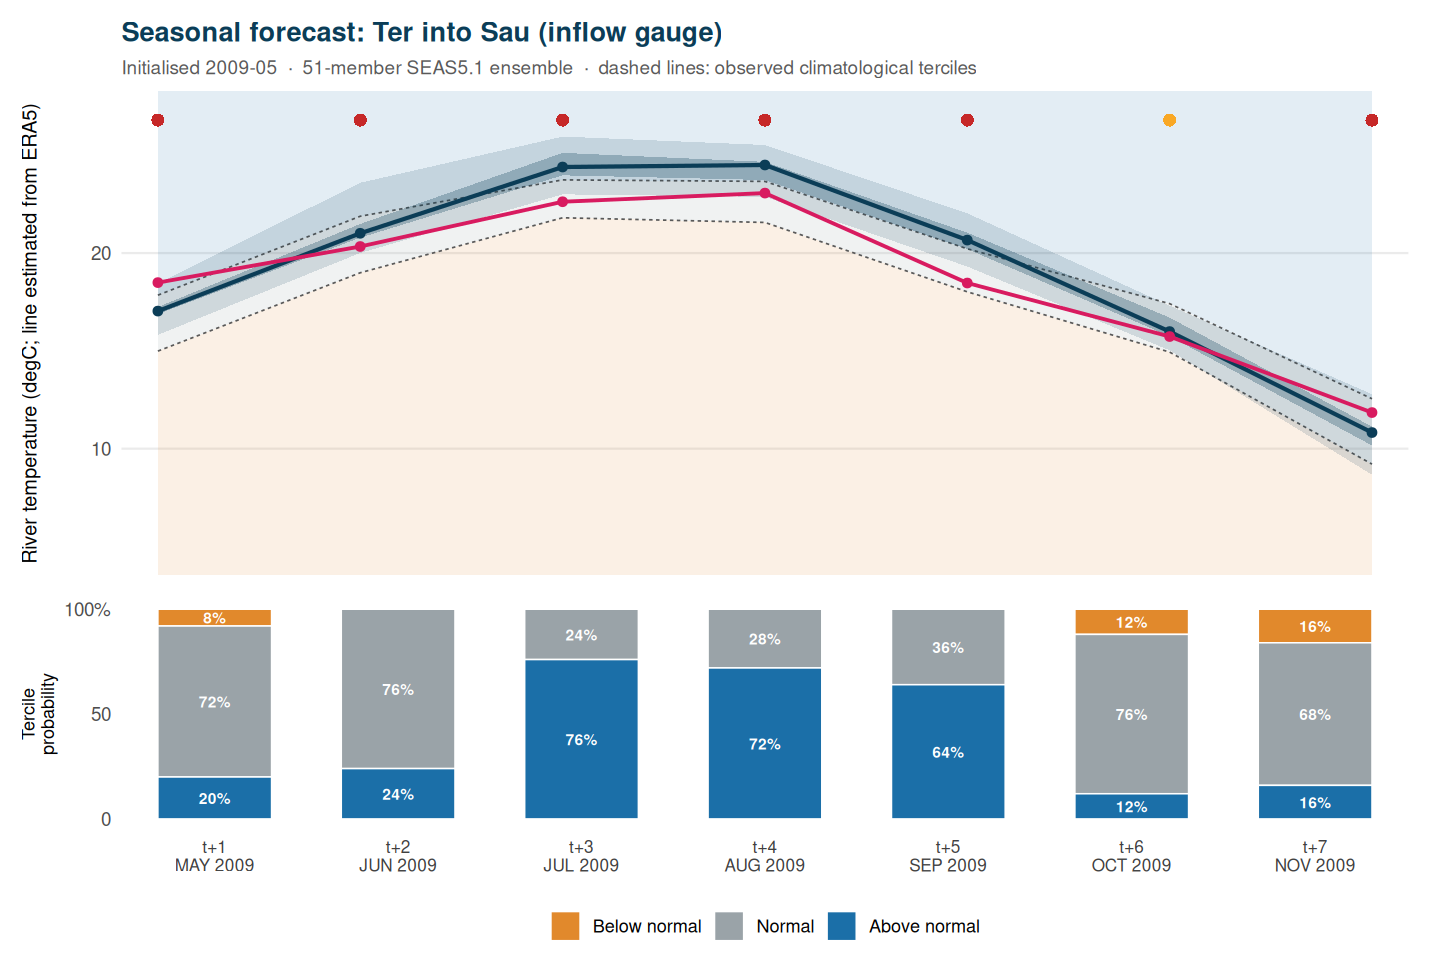 Seasonal forecast: Ter into Sau (inflow gauge)
Initialised 2009-05 · 51-member SEAS5.1 ensemble · dashed lines: observed climatological terciles
River temperature (degC; line estimated from ERA5)
20
10
Tercile
probability
100%
50
0
8%
72%
20%
76%
24%
24%
76%
28%
72%
36%
64%
12%
76%
12%
16%
68%
16%
t+1
MAY 2009
t+2
JUN 2009
t+3
JUL 2009
t+4
AUG 2009
t+5
SEP 2009
t+6
OCT 2009
t+7
NOV 2009
Below normal
Normal
Above normal